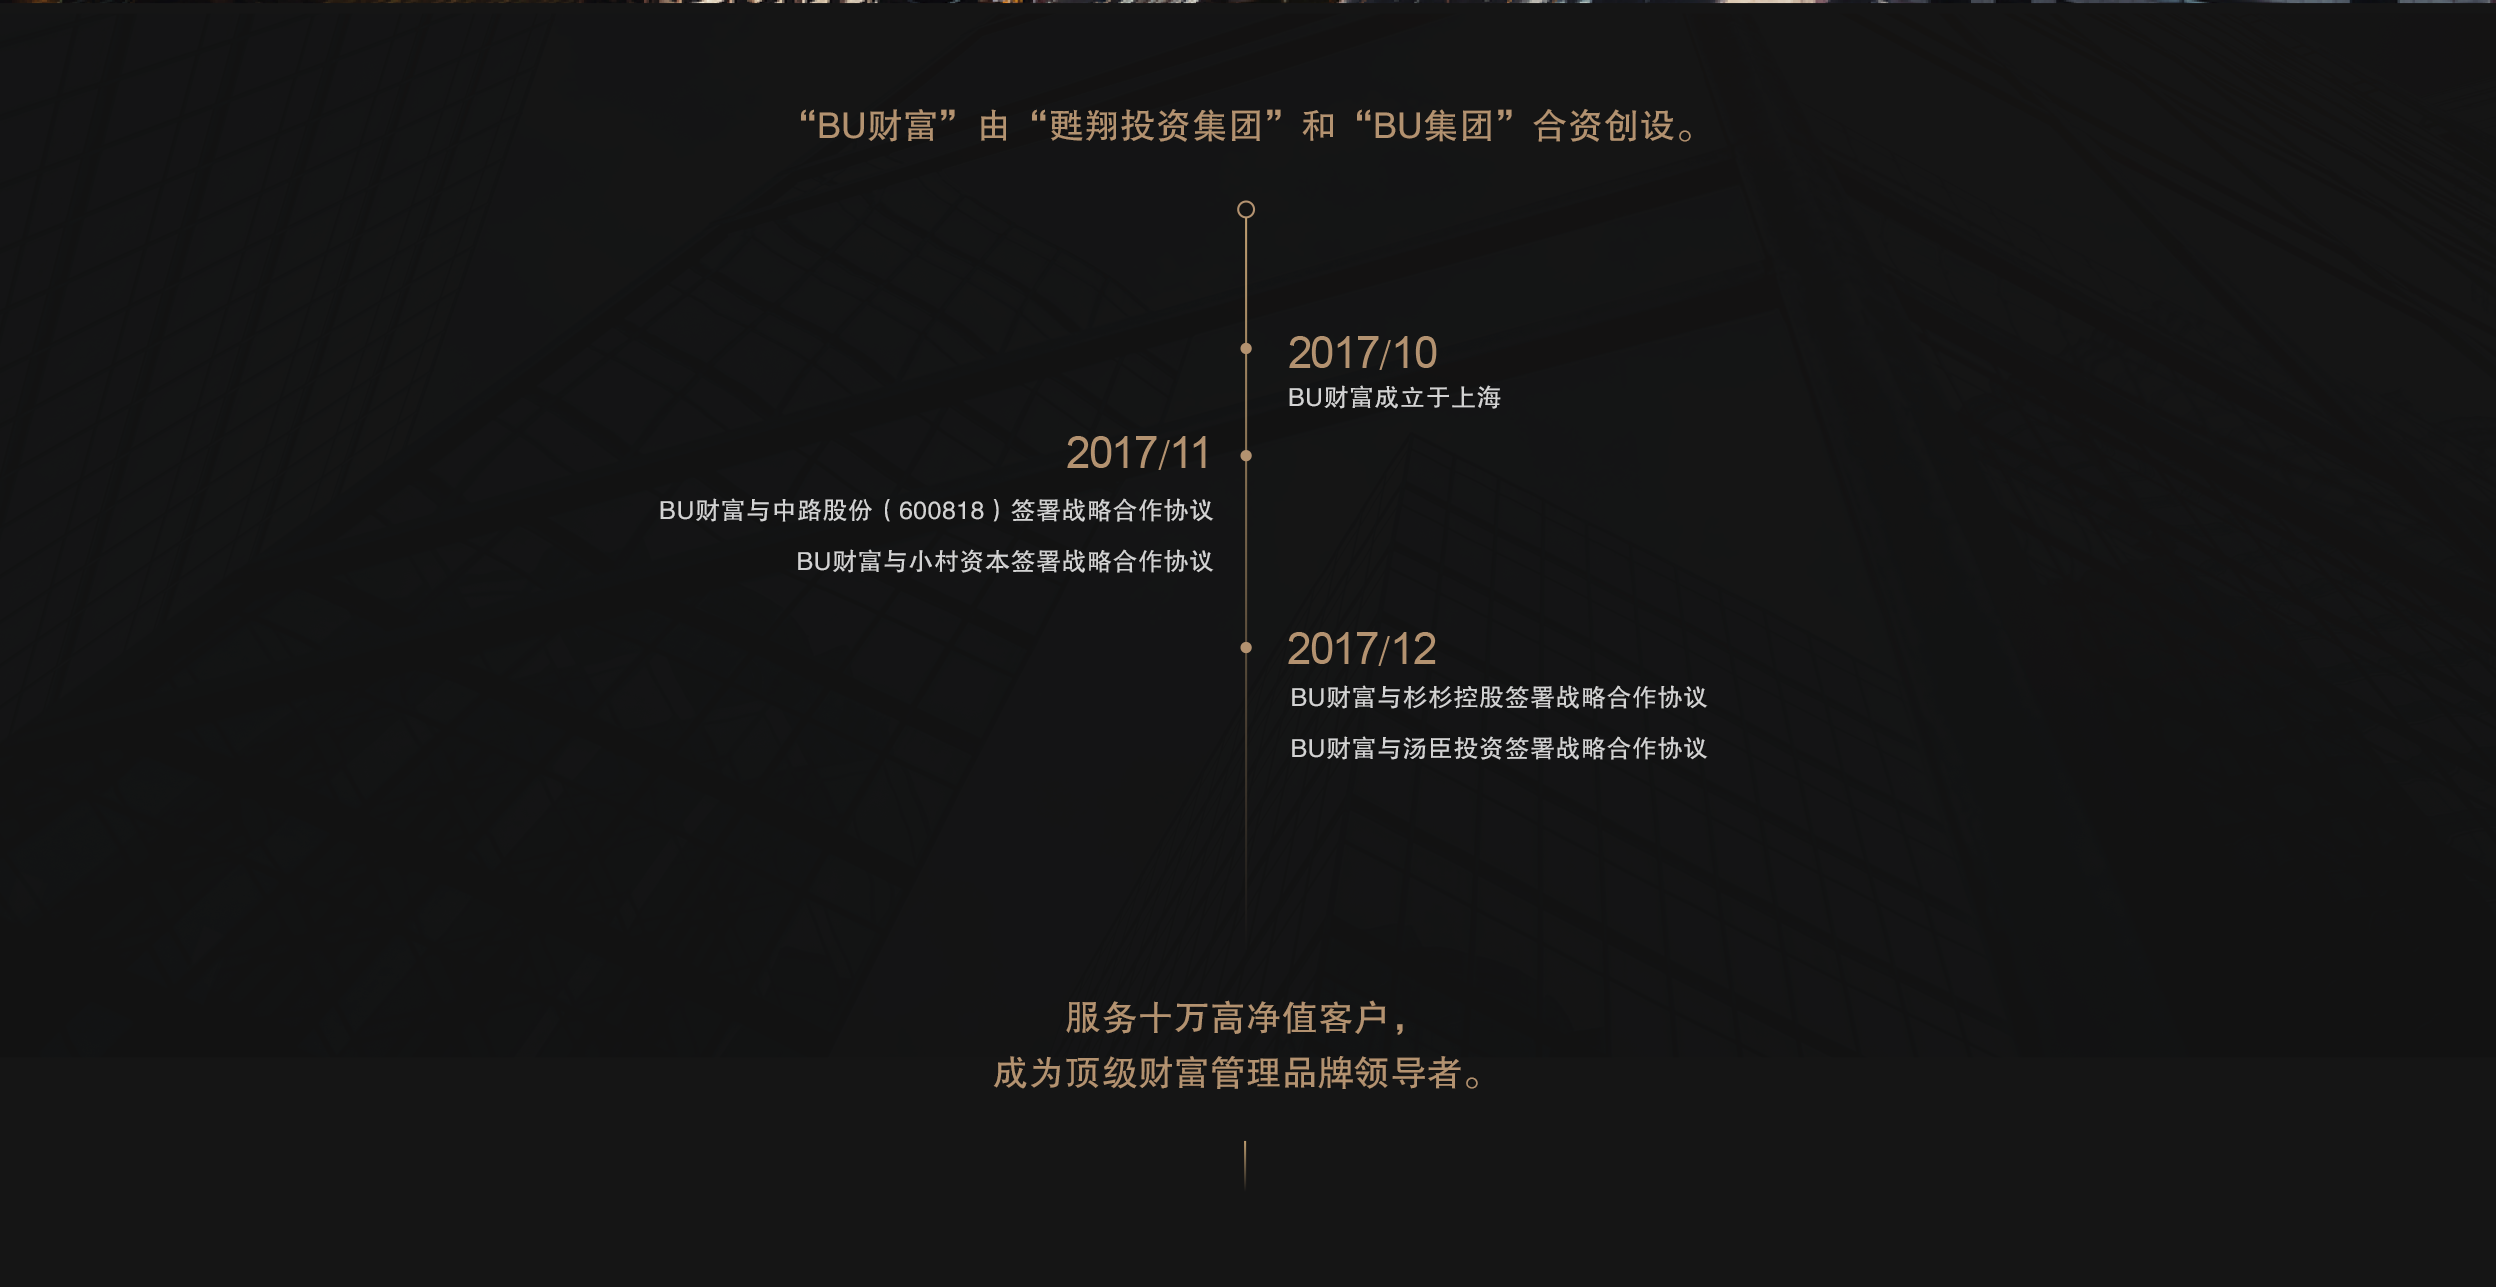 “BU财富”由“甦翔投资集团”和“BU集团”合资创设。
2017/10
BU财富成立于上海
2017/11
BU财富与中路股份（600818）签署战略合作协议
BU财富与小村资本签署战略合作协议
2017/12
BU财富与杉杉控股签署战略合作协议
BU财富与汤臣投资签署战略合作协议
服务十万高净值客户，
成为顶级财富管理品牌领导者。